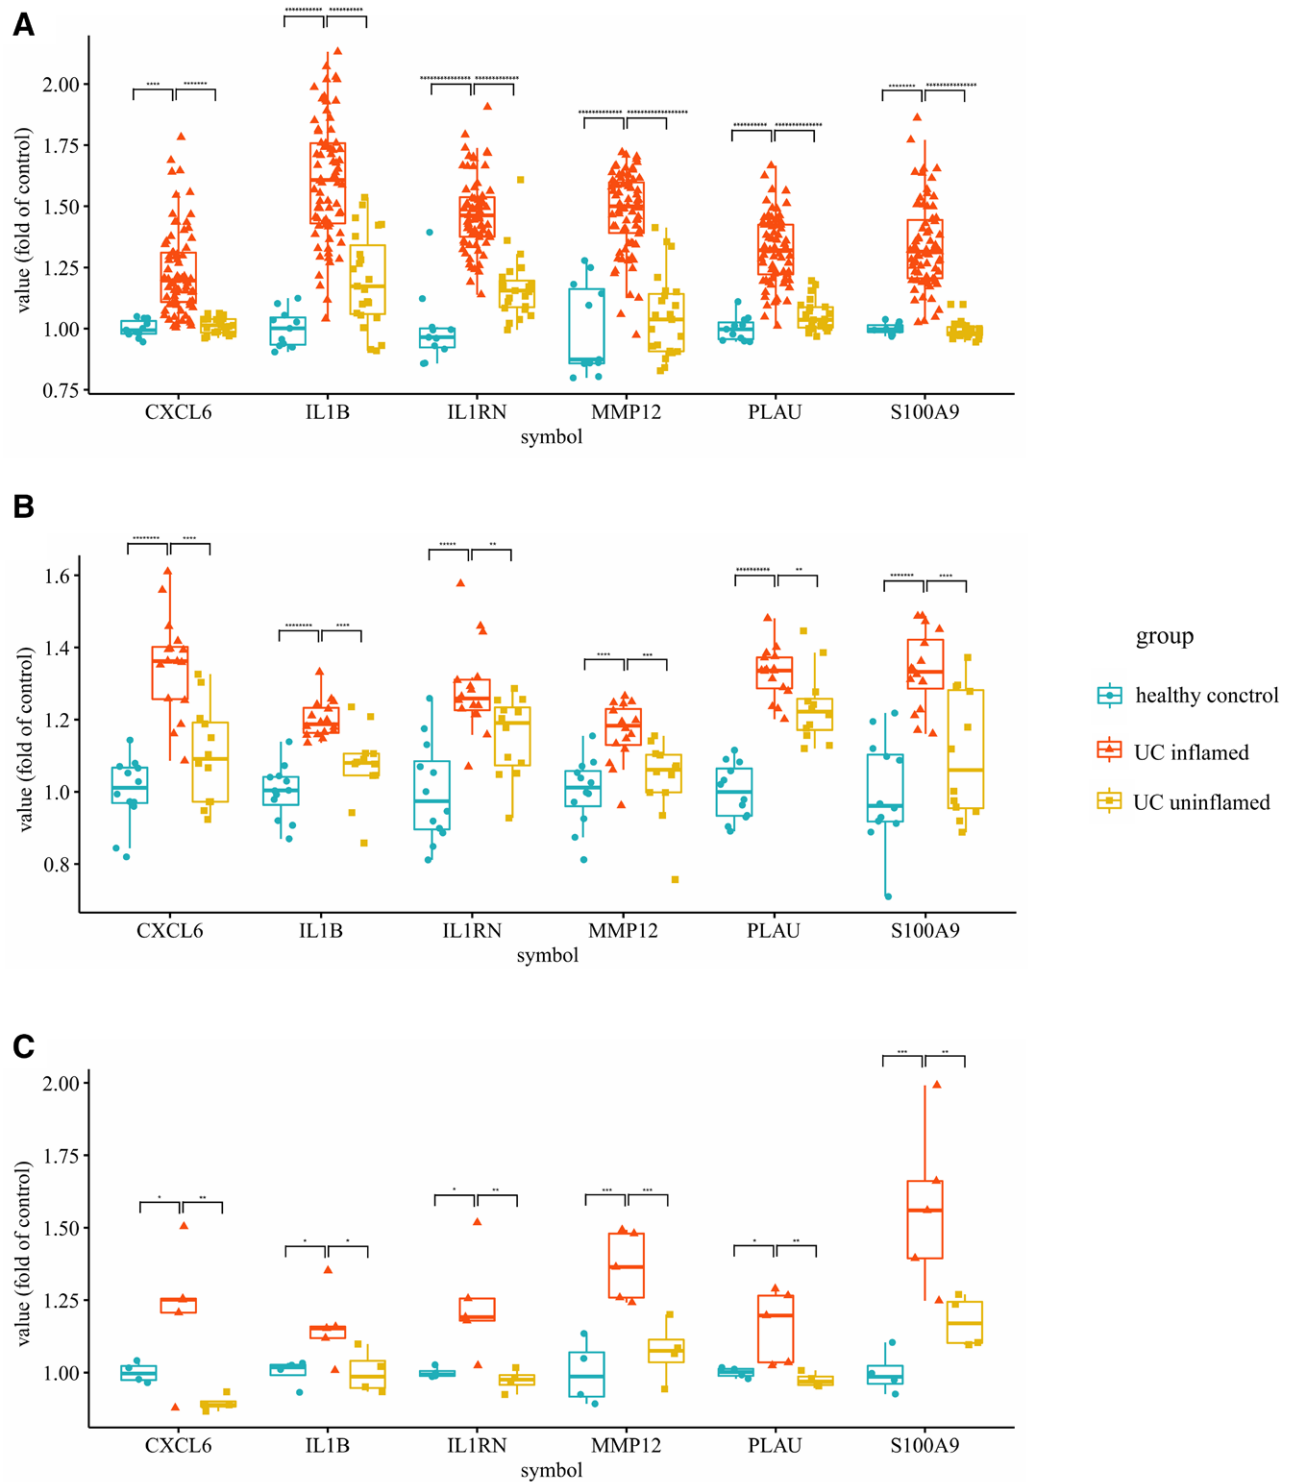 A
2.00
1.75
1.50
1.25
1.00
0.75
value (fold of control)
CXCL6 IL1B IL1RN MMP12 PLAU S100A9
symbol
B
1.6
1.4
1.2
1.0
0.8
value (fold of control)
CXCL6 IL1B IL1RN MMP12 PLAU S100A9
symbol
group
healthy conctrol
UC inflamed
UC uninflamed
C
2.00
1.75
1.50
1.25
1.00
value (fold of control)
CXCL6 IL1B IL1RN MMP12 PLAU S100A9
symbol